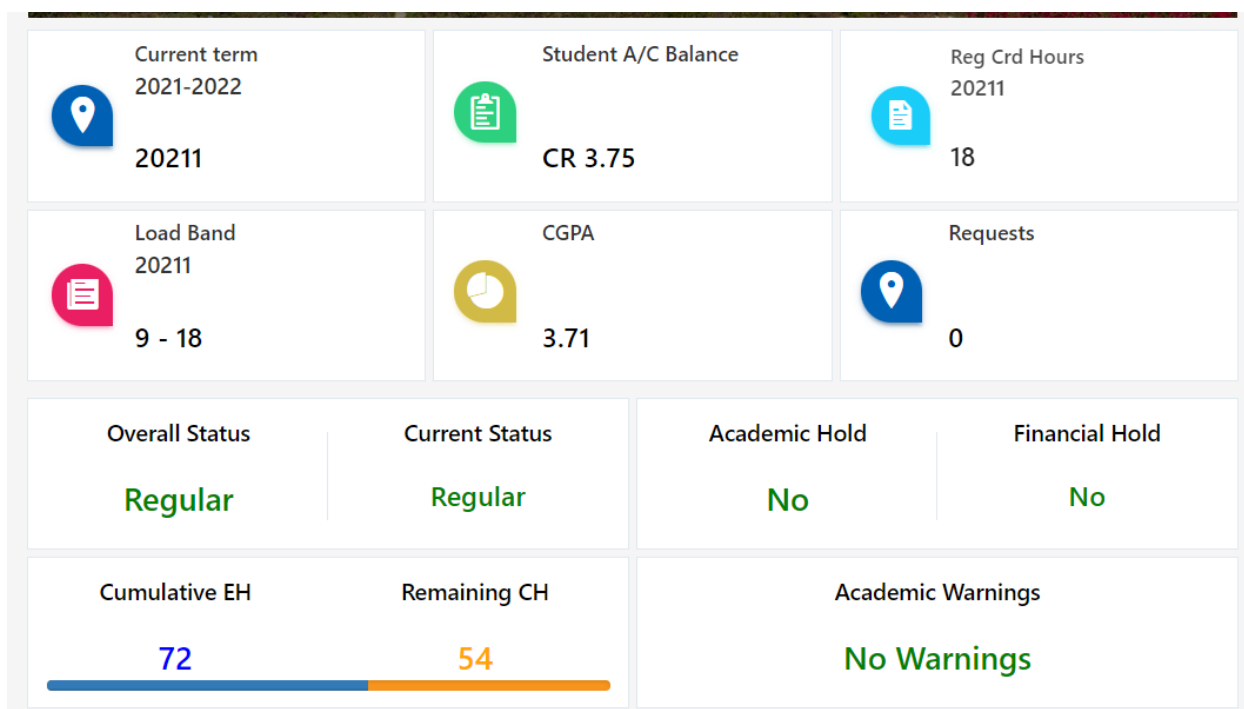 Current term
2021-2022
20211
Student A/C Balance
CR 3.75
Reg Crd Hours
20211
18
Load Band
20211
9 - 18
CGPA
3.71
Requests
0
Overall Status
Regular
Current Status
Regular
Academic Hold
No
Financial Hold
No
Cumulative EH
72
Remaining CH
54
Academic Warnings
No Warnings